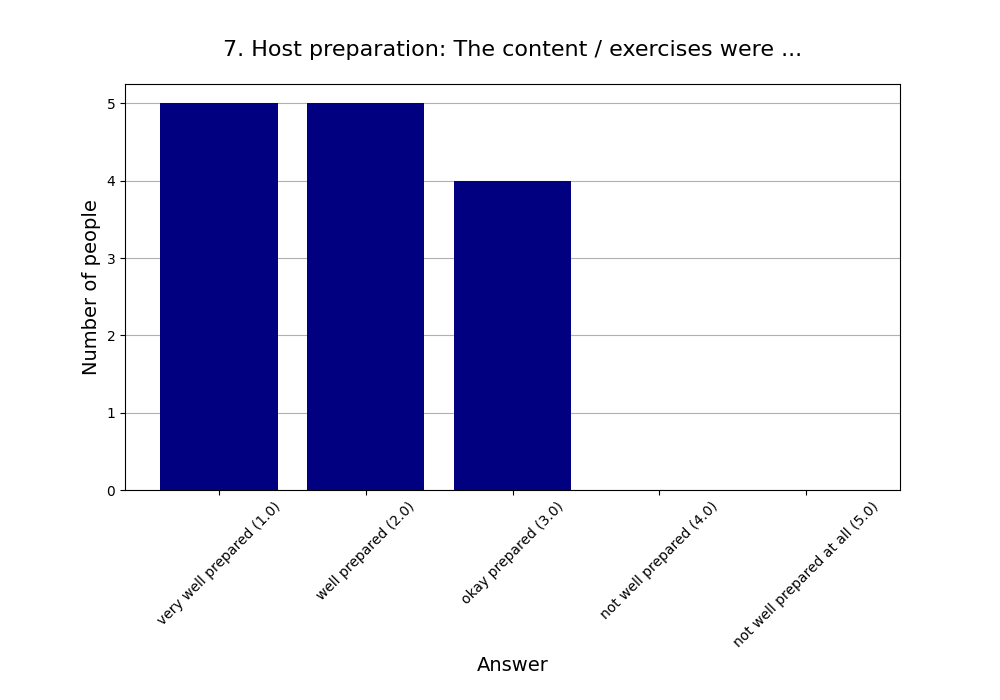 7. Host preparation: The content / exercises were ...
Number of people
5
4
3
2
1
0
very well prepared (1.0)
well prepared (2.0)
okay prepared (3.0)
not well prepared (4.0)
not well prepared at all (5.0)
Answer